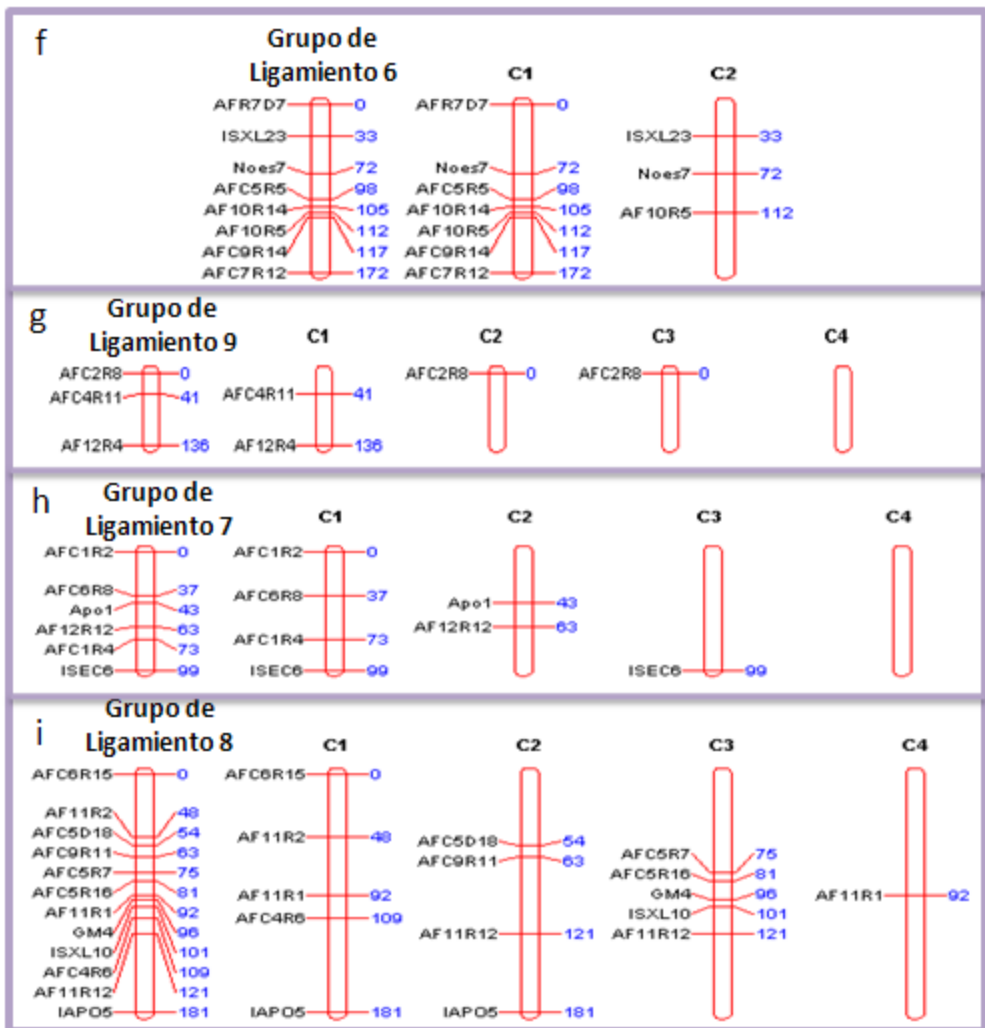 f
Grupo de
Ligamiento 6
C1
C2
AFR7D7 0
ISXL23 33
Noes7 72
AFC5R5 98
AF10R14 105
AF10R5 112
AFC9R14 117
AFC7R12 172
AFR7D7 0
Noes7 72
AFC5R5 98
AF10R14 105
AF10R5 112
AFC9R14 117
AFC7R12 172
ISXL23 33
Noes7 72
AF10R5 112
g
Grupo de
Ligamiento 9
C1
C2
C3
C4
AFC2R8 0
AFC4R11 41
AF12R4 136
AFC4R11 41
AF12R4 136
AFC2R8 0
AFC2R8 0
h
Grupo de
Ligamiento 7
C1
C2
C3
C4
AFC1R2 0
AFC6R8 37
Apo1 43
AF12R12 63
AFC1R4 73
ISEC6 99
AFC1R2 0
AFC6R8 37
AFC1R4 73
ISEC6 99
Apo1 43
AF12R12 63
ISEC6 99
i
Grupo de
Ligamiento 8
C1
C2
C3
C4
AFC6R15 0
AF11R2 48
AFC5D18 54
AFC9R11 63
AFC5R7 75
AFC5R16 81
AF11R1 92
GM4 96
ISXL10 101
AFC4R6 109
AF11R12 121
IAPO5 181
AFC6R15 0
AF11R2 48
AF11R1 92
AFC4R6 109
IAPO5 181
AFC5D18 54
AFC9R11 63
AF11R12 121
IAPO5 181
AFC5R7 75
AFC5R16 81
GM4 96
ISXL10 101
AF11R12 121
AF11R1 92